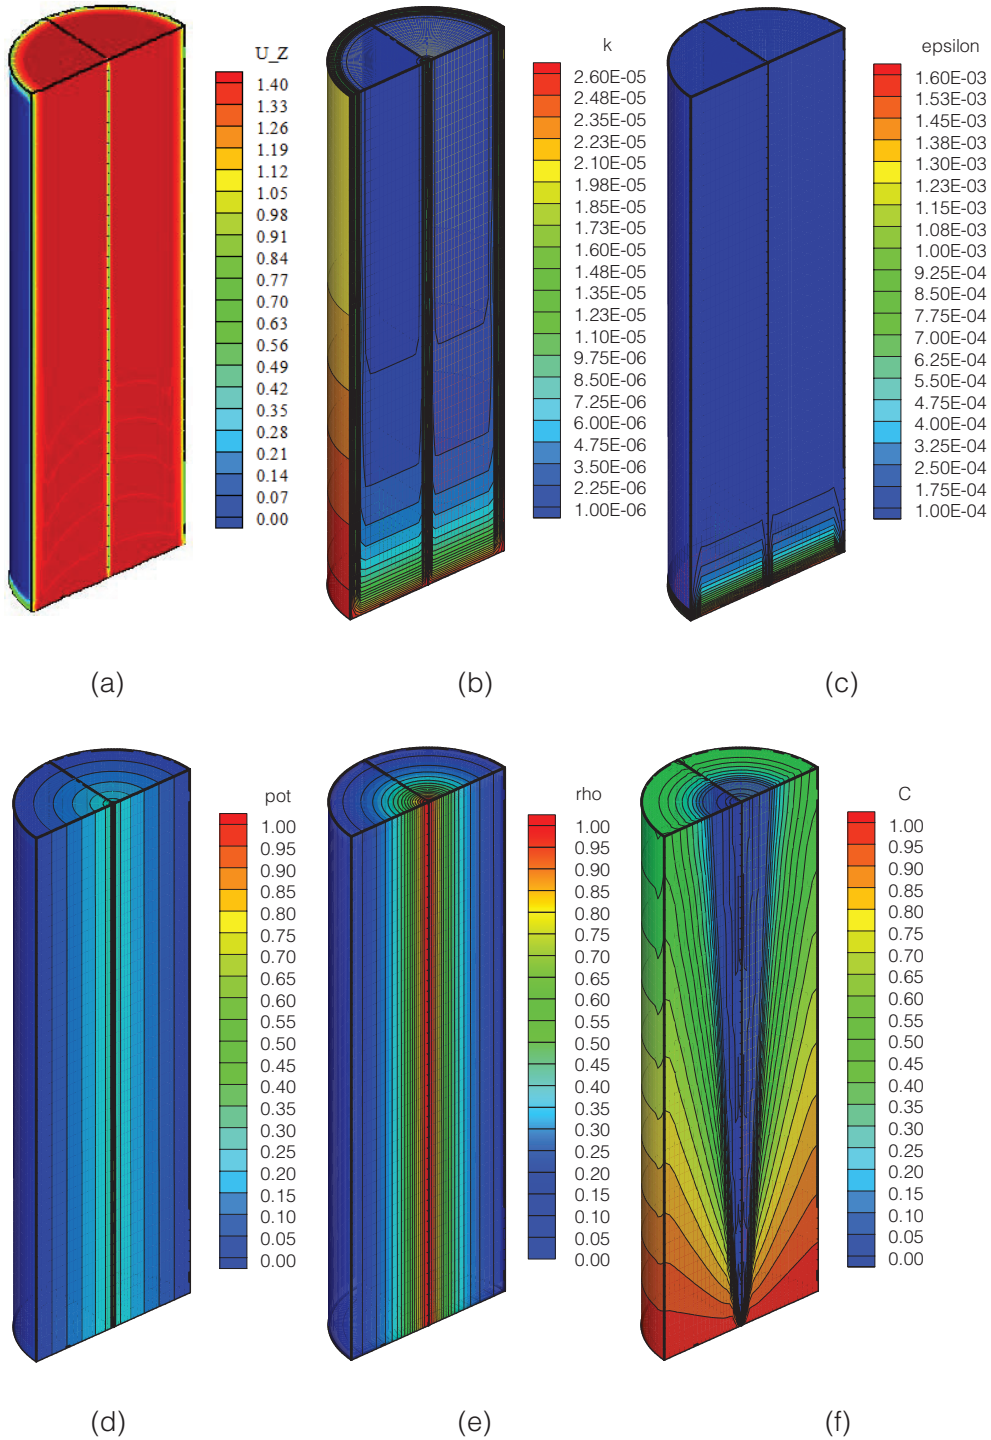 U_Z
1.40
1.33
1.26
1.19
1.12
1.05
0.98
0.91
0.84
0.77
0.70
0.63
0.56
0.49
0.42
0.35
0.28
0.14
0.07
0.00
k
2.60E-05
2.48E-05
2.35E-05
2.23E-05
2.10E-05
1.98E-05
1.85E-05
1.73E-05
1.60E-05
1.48E-05
1.35E-05
1.23E-05
1.10E-05
9.75E-06
8.50E-06
7.25E-06
6.00E-06
4.75E-06
3.50E-06
2.25E-06
1.00E-06
epsilon
1.60E-03
1.53E-03
1.45E-03
1.38E-03
1.30E-03
1.23E-03
1.15E-03
1.08E-03
1.00E-03
9.25E-04
8.50E-04
7.75E-04
7.00E-04
6.25E-04
5.50E-04
4.75E-04
4.00E-04
3.25E-04
2.50E-04
1.75E-04
1.00E-04
(a)
(b)
(c)
pot
1.00
0.95
0.90
0.85
0.80
0.75
0.70
0.65
0.60
0.55
0.50
0.45
0.40
0.35
0.30
0.25
0.20
0.15
0.10
0.05
0.00
rho
1.00
0.95
0.90
0.85
0.80
0.75
0.70
0.65
0.60
0.55
0.50
0.45
0.40
0.35
0.30
0.25
0.20
0.15
0.10
0.05
0.00
C
1.00
0.95
0.90
0.85
0.80
0.75
0.70
0.65
0.60
0.55
0.50
0.45
0.40
0.35
0.30
0.25
0.20
0.15
0.10
0.05
0.00
(d)
(e)
(f)